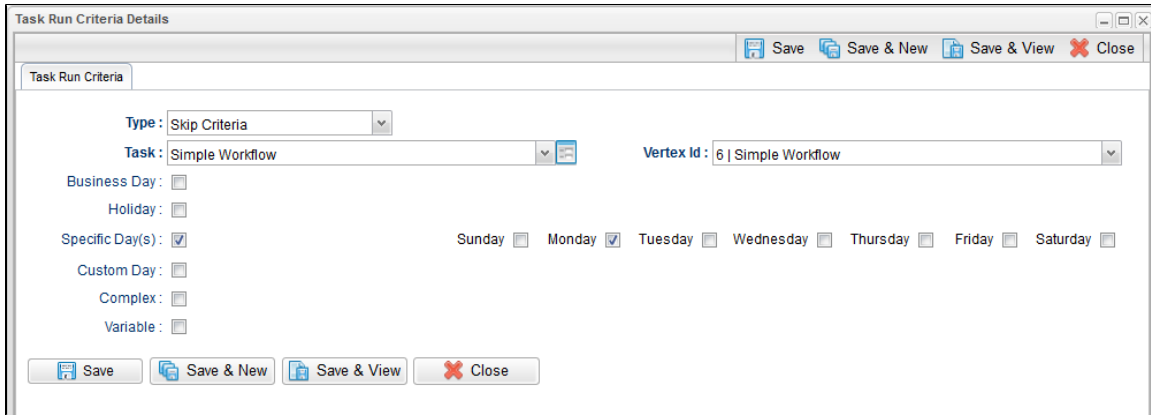 Task Run Criteria Details
Save Save & New Save & View Close
Task Run Criteria
Type : Skip Criteria
Task : Simple Workflow Vertex Id : 6 | Simple Workflow
Business Day :
Holiday :
Specific Day(s) : Sunday Monday Tuesday Wednesday Thursday Friday Saturday
Custom Day :
Complex :
Variable :
Save Save & New Save & View Close